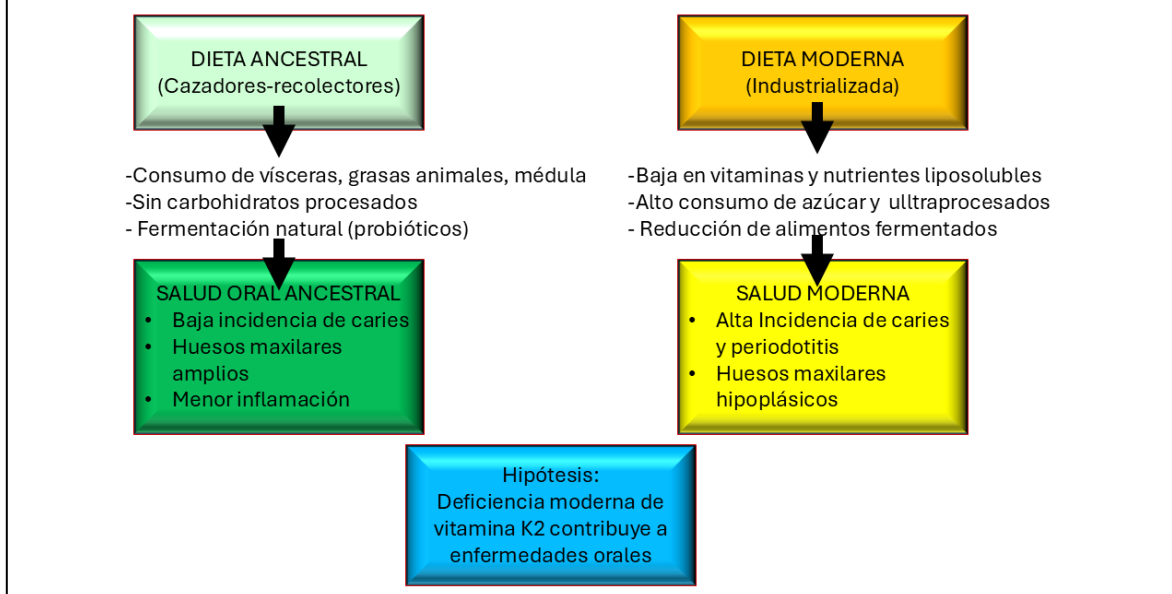 DIETA ANCESTRAL
(Cazadores-recolectores)
-Consumo de vísceras, grasas animales, médula
-Sin carbohidratos procesados
- Fermentación natural (probióticos)
SALUD ORAL ANCESTRAL
• Baja incidencia de caries
• Huesos maxilares
amplios
• Menor inflamación
DIETA MODERNA
(Industrializada)
-Baja en vitaminas y nutrientes liposolubles
-Alto consumo de azúcar y ulltraprocesados
- Reducción de alimentos fermentados
SALUD MODERNA
• Alta Incidencia de caries
y periodotitis
• Huesos maxilares
hipoplásicos
Hipótesis:
Deficiencia moderna de
vitamina K2 contribuye a
enfermedades orales